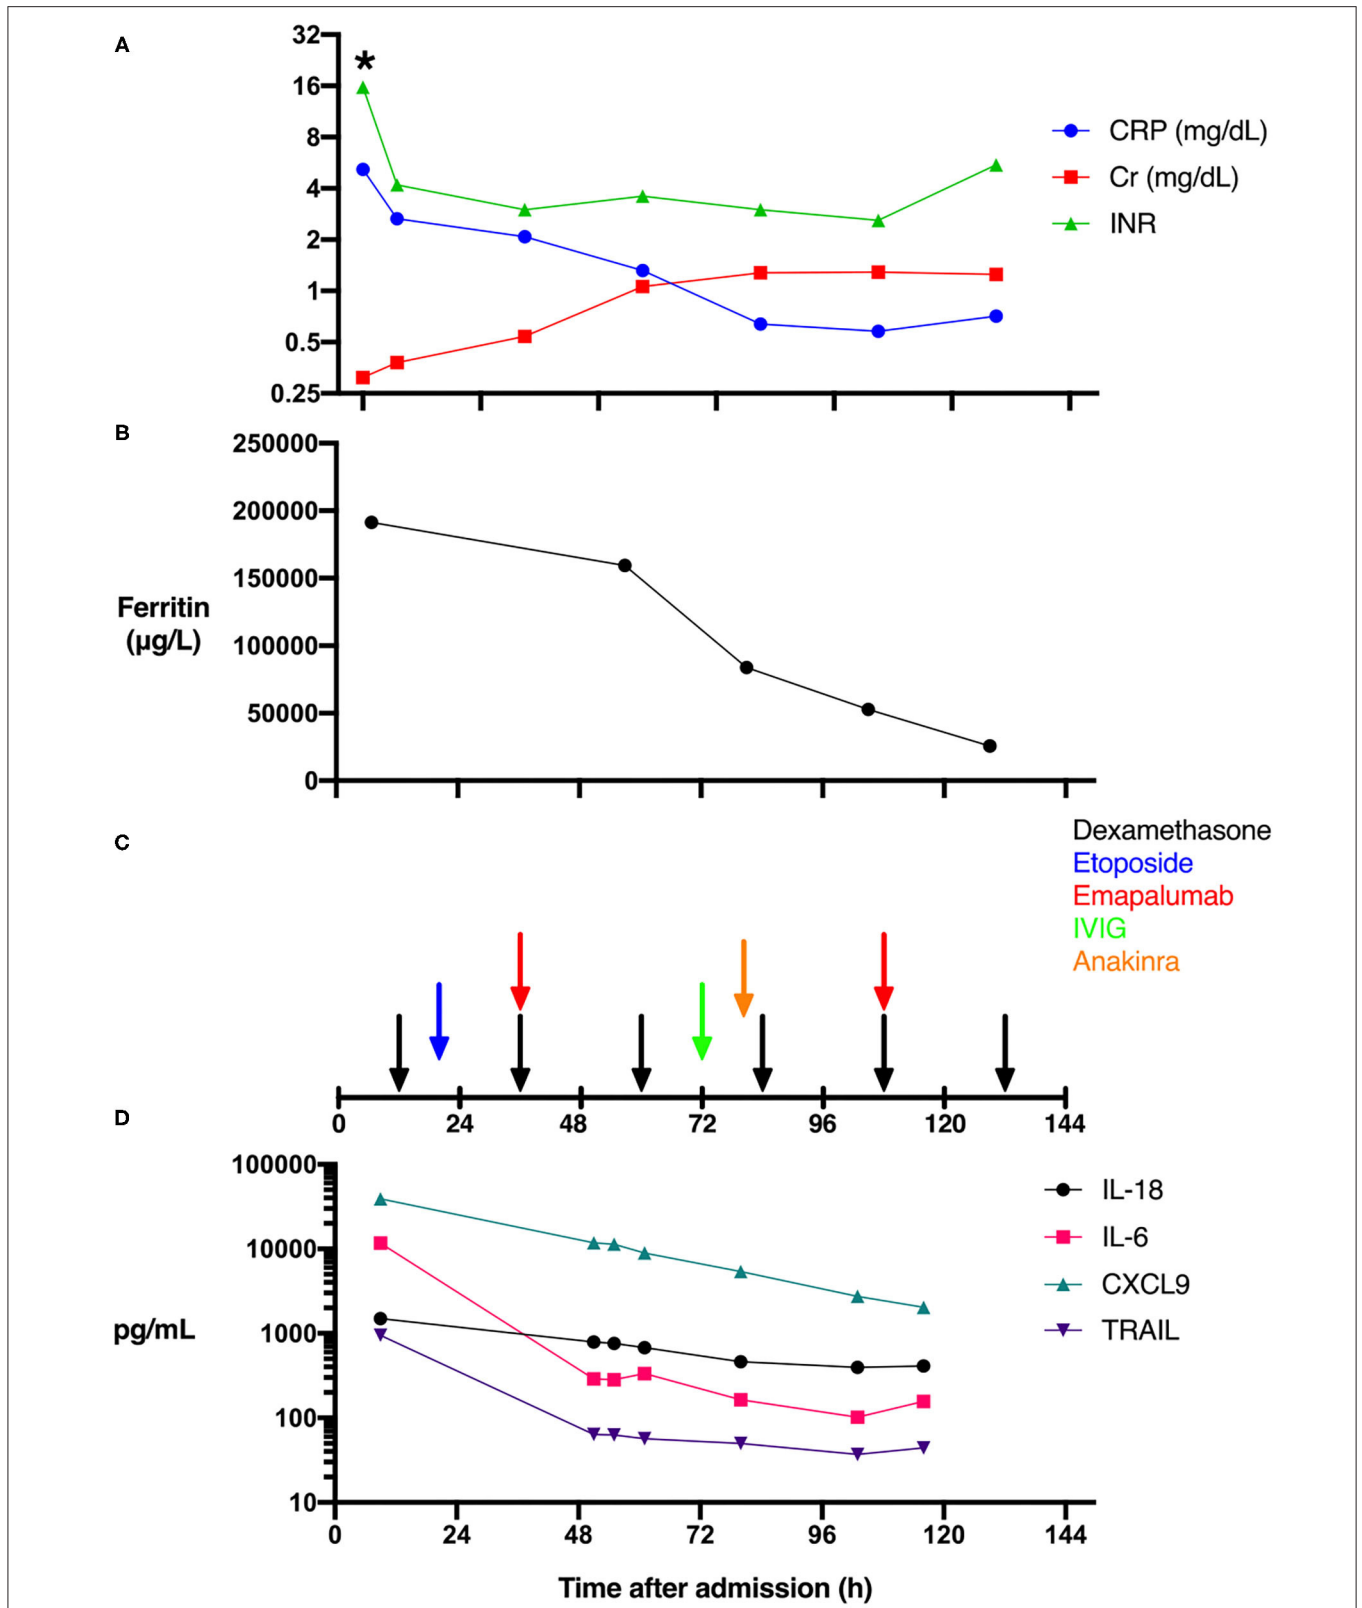 A
32
16
8
4
2
1
0.5
0.25
*
CRP (mg/dL)
Cr (mg/dL)
INR
B
250000
200000
150000
100000
50000
0
Ferritin
(µg/L)
C
Dexamethasone
Etoposide
Emapalumab
IVIG
Anakinra
0 24 48 72 96 120 144
D
100000
10000
1000
100
10
pg/mL
IL-18
IL-6
CXCL9
TRAIL
0 24 48 72 96 120 144
Time after admission (h)